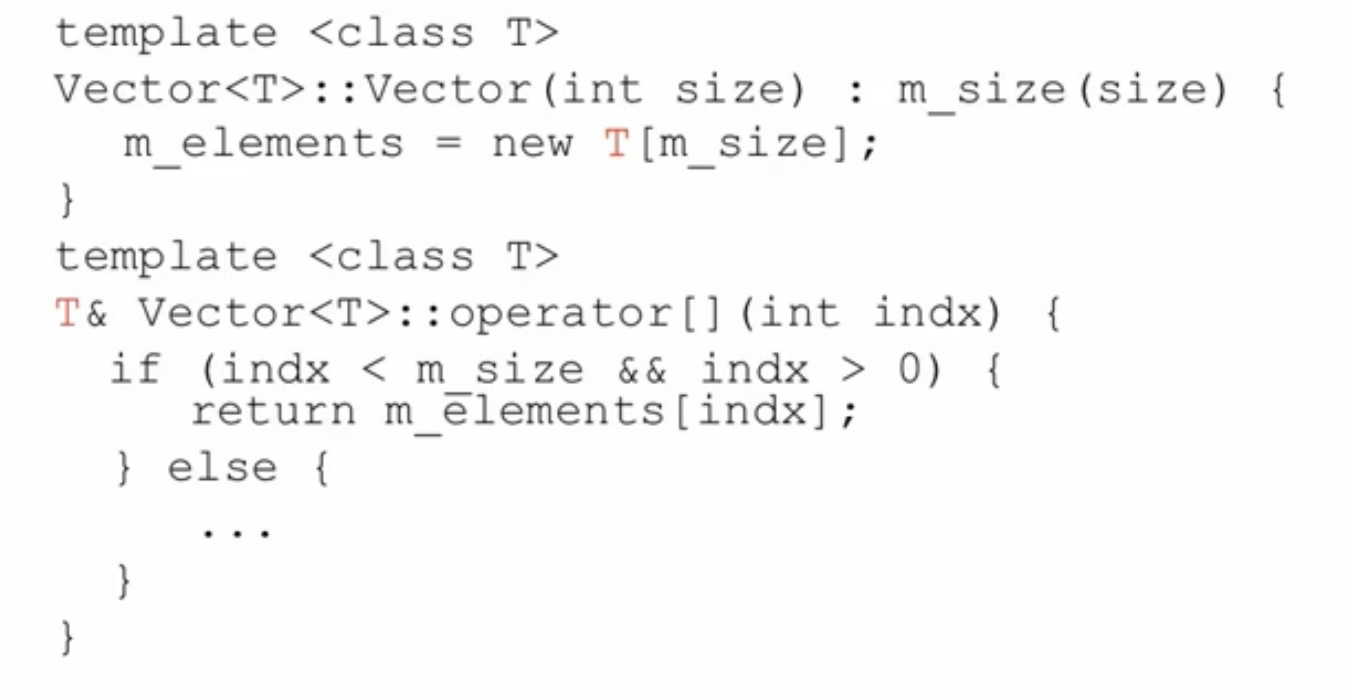 template <class T>
Vector<T>::Vector(int size) : m_size(size) {
m_elements = new T[m_size];
}
template <class T>
T& Vector<T>::operator[](int indx) {
if (indx < m_size && indx > 0) {
return m_elements[indx];
} else {
...
}
}